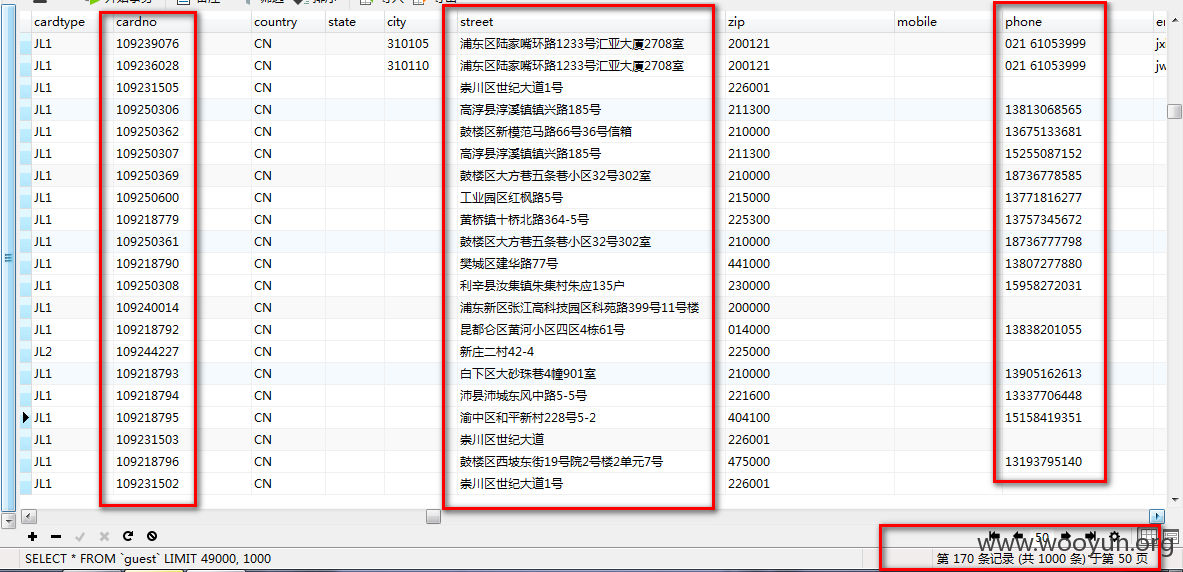 cardtype cardno country state city street zip mobile phone
JL1 109239076 CN 310105 浦东区陆家嘴环路1233号汇亚大厦2708室 200121 021 61053999
JL1 109236028 CN 310110 浦东区陆家嘴环路1233号汇亚大厦2708室 200121 021 61053999
JL1 109231505 CN 崇川区世纪大道1号 226001
JL1 109250306 CN 高淳县淳溪镇镇兴路185号 211300 13813068565
JL1 109250362 CN 鼓楼区新模范马路66号36号信箱 210000 13675133681
JL1 109250307 CN 高淳县淳溪镇镇兴路185号 211300 15255087152
JL1 109250369 CN 鼓楼区大方巷五条巷小区32号302室 210000 18736778585
JL1 109250600 CN 工业园区红枫路5号 215000 13771816277
JL1 109218779 CN 黄桥镇十桥北路364-5号 225300 13757345672
JL1 109250361 CN 鼓楼区大方巷五条巷小区32号302室 210000 18736777798
JL1 109218790 CN 樊城区建华路77号 441000 13807277880
JL1 109250308 CN 利辛县汝集镇朱集村朱应135户 230000 15958272031
JL1 109240014 CN 浦东新区张江高科技园区科苑路399号11号楼 200000
JL1 109218792 CN 昆都仑区黄河小区四区4栋61号 014000 13838201055
JL2 109244227 CN 新庄二村42-4 225000
JL1 109218793 CN 白下区大砂珠巷4幢901室 210000 13905162613
JL1 109218794 CN 沛县沛城东风中路5-5号 221600 13337706448
JL1 109218795 CN 渝中区和平新村228号5-2 404100 15158419351
JL1 109231503 CN 崇川区世纪大道 226001
JL1 109218796 CN 鼓楼区西坡东街19号院2号楼2单元7号 475000 13193795140
JL1 109231502 CN 崇川区世纪大道1号 226001
50
www.wooyun.org
SELECT * FROM `guest` LIMIT 49000, 1000 第 170 条记录 (共 1000 条) 于第 50 页